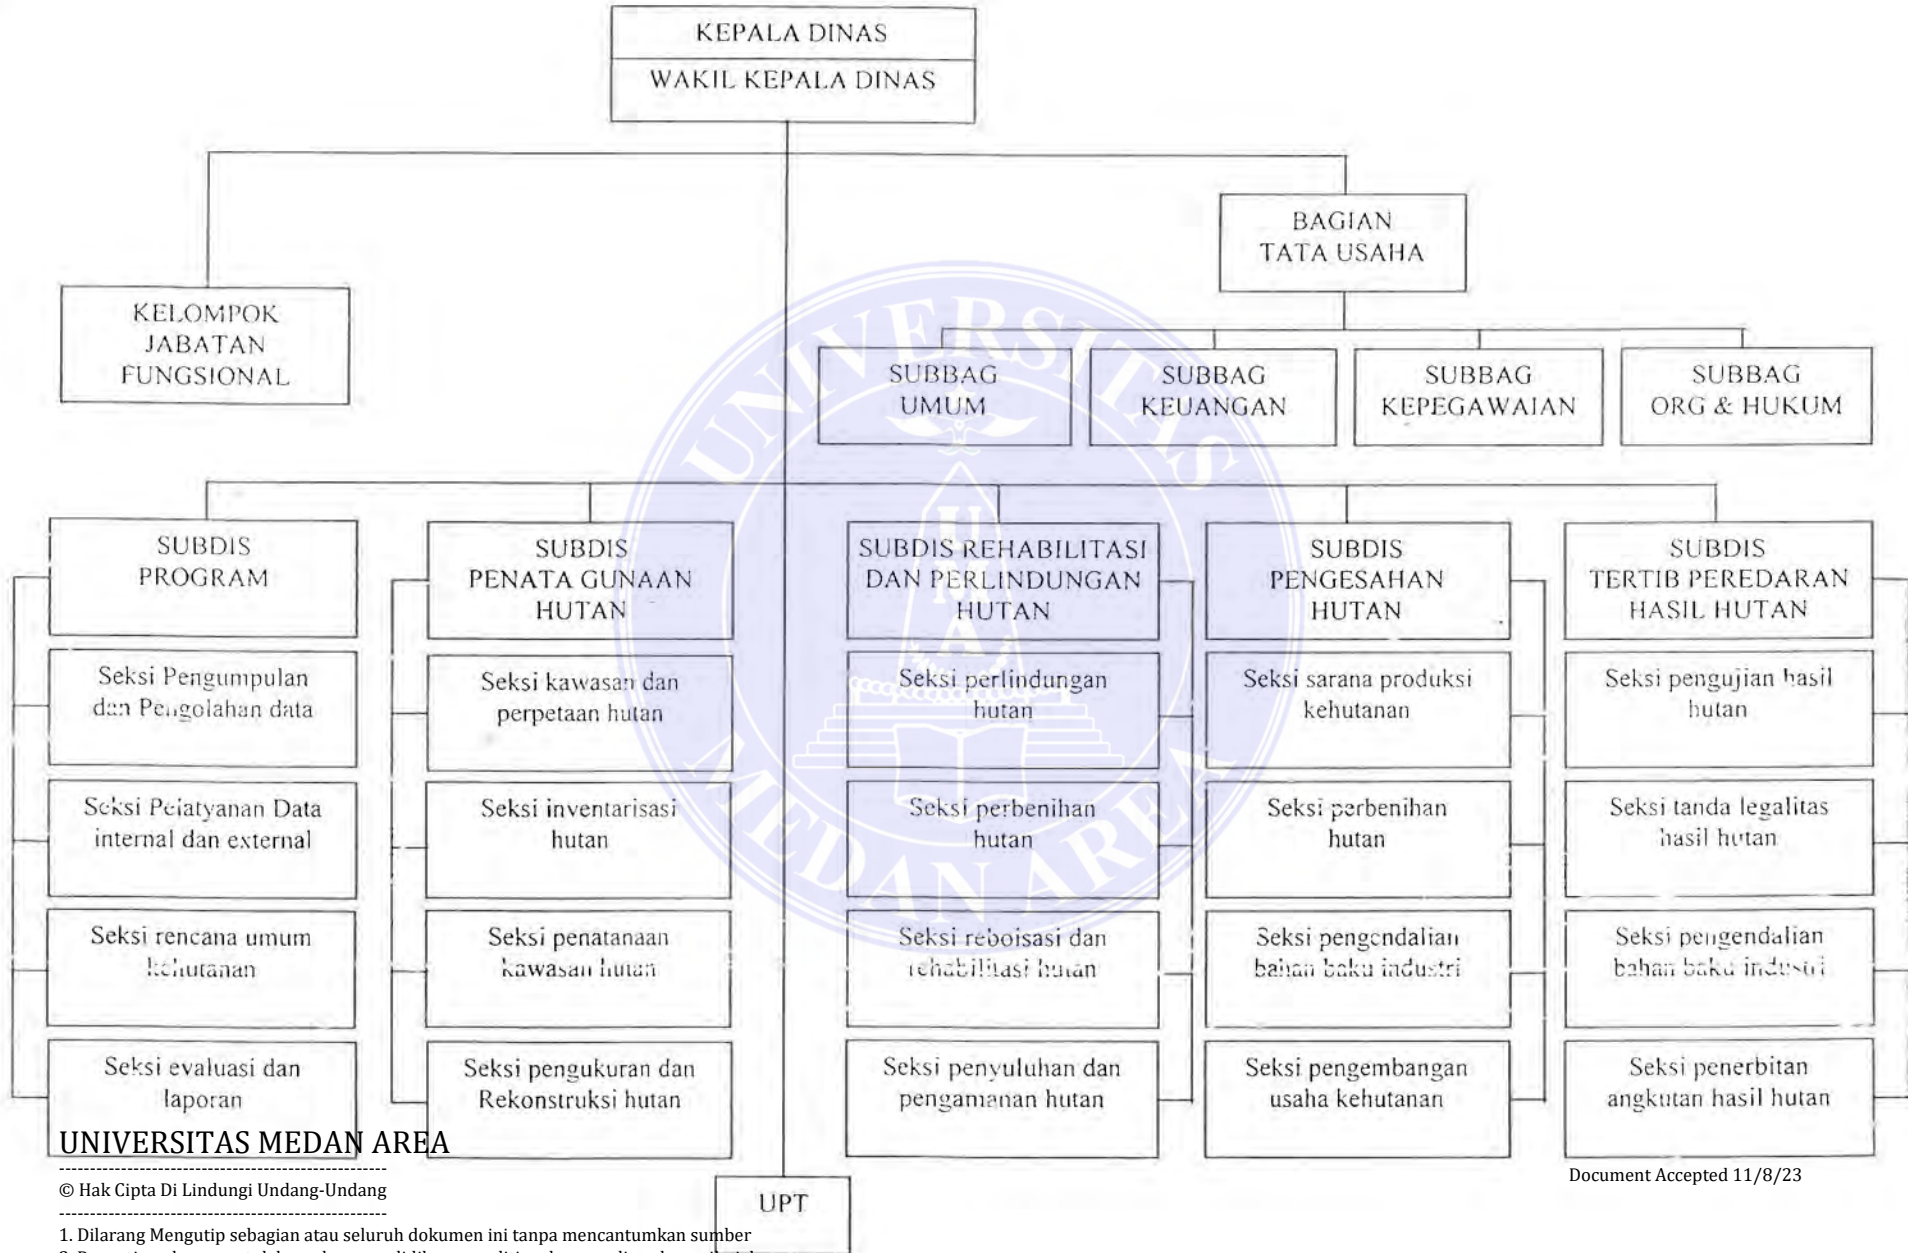 KEPALA DINAS
WAKIL KEPALA DINAS
BAGIAN
TATA USAHA
KELOMPOK
JABATAN
FUNGSIONAL
SUBBAG
UMUM
SUBBAG
KEUANGAN
SUBBAG
KEPEGAWAIAN
SUBBAG
ORG & HUKUM
SUBDIS
PROGRAM
Seksi Pengumpulan
dan Pengolahan data
Seksi Pelatyanan Data
internal dan external
Seksi rencana umum
kehutanan
Seksi evaluasi dan
laporan
SUBDIS
PENATA GUNAAN
HUTAN
Seksi kawasan dan
perpetaan hutan
Seksi inventarisasi
hutan
Seksi penatanaan
kawasan hutan
Seksi pengukuran dan
Rekonstruksi hutan
SUBDIS REHABILITASI
DAN PERLINDUNGAN
HUTAN
Seksi perlindungan
hutan
Seksi perbenihan
hutan
Seksi reboisasi dan
rehabilitasi hutan
Seksi penyuluhan dan
pengamanan hutan
SUBDIS
PENGESAHAN
HUTAN
Seksi sarana produksi
kehutanan
Seksi perbenihan
hutan
Seksi pengendalian
bahan baku industri
Seksi pengembangan
usaha kehutanan
SUBDIS
TERTIB PEREDARAN
HASIL HUTAN
Seksi pengujian hasil
hutan
Seksi tanda legalitas
hasil hutan
Seksi pengendalian
bahan baku industri
Seksi penerbitan
angkutan hasil hutan
UPT
UNIVERSITAS
UMA
MEDAN AREA
UNIVERSITAS MEDAN AREA
© Hak Cipta Di Lindungi Undang-Undang
Document Accepted 11/8/23
1. Dilarang Mengutip sebagian atau seluruh dokumen ini tanpa mencantumkan sumber